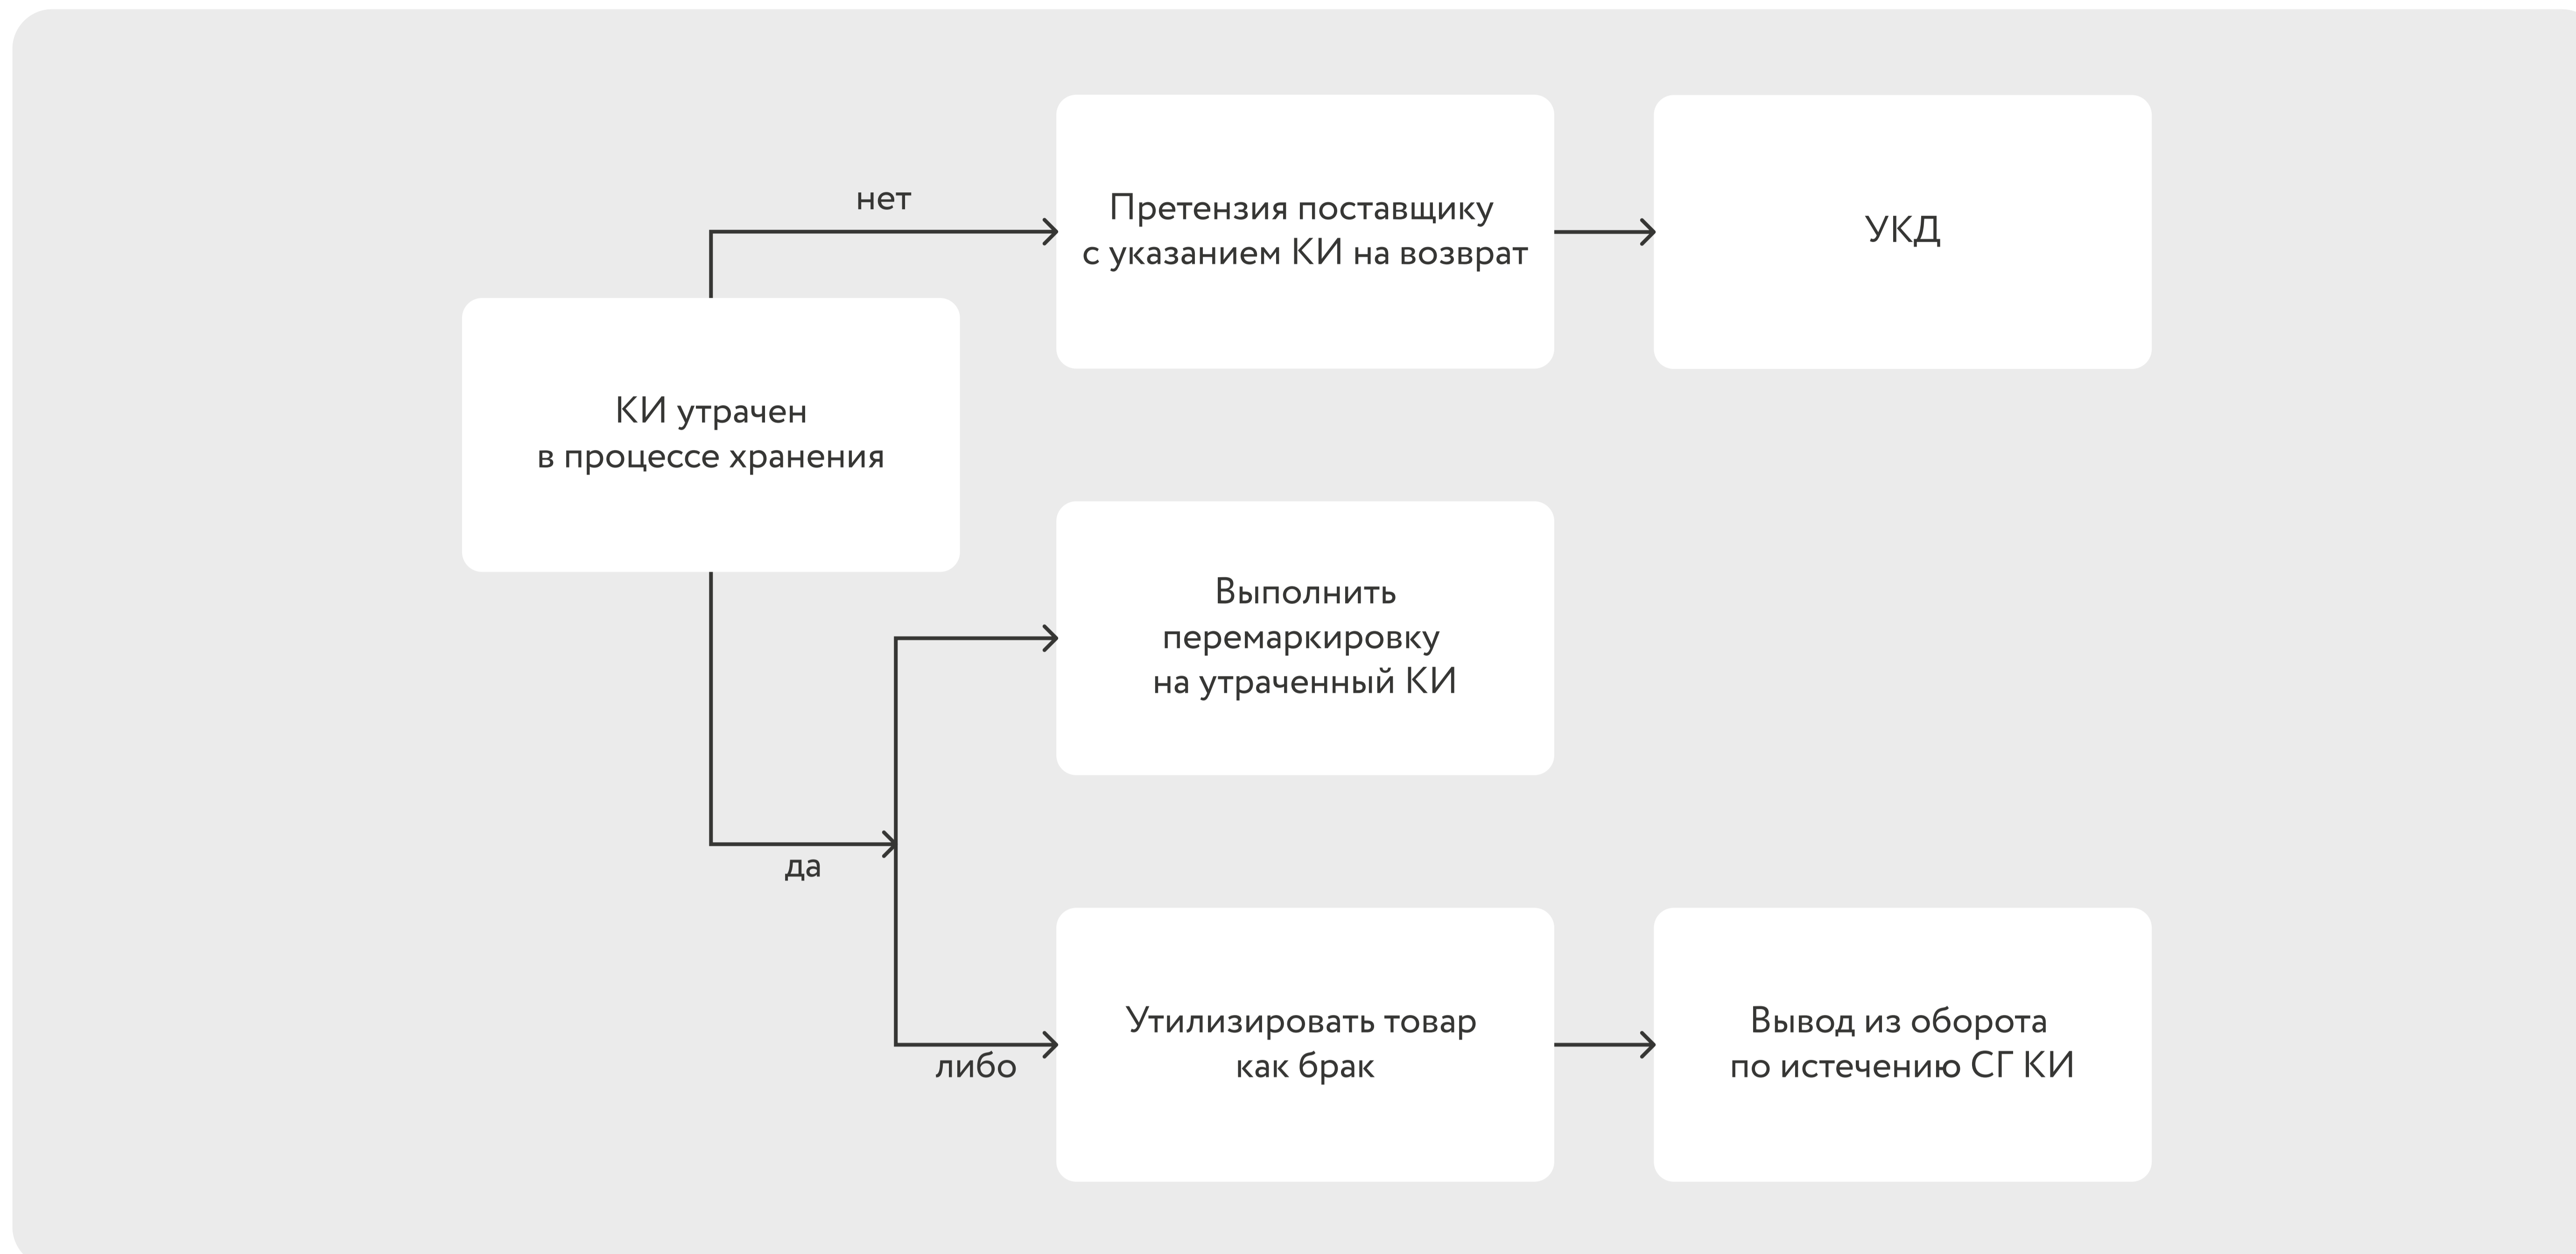 нет
Претензия поставщику
с указанием КИ на возврат
УКД
КИ утрачен
в процессе хранения
Выполнить
перемаркировку
на утраченный КИ
да
либо
Утилизировать товар
как брак
Вывод из оборота
по истечению СГ КИ